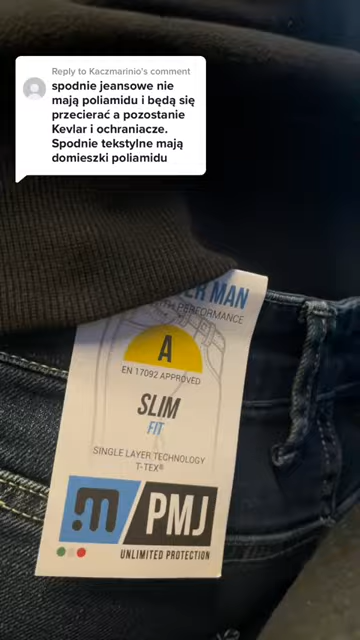 Reply to Kaczmarinio's comment
spodnie jeansowe nie
mają poliamidu i będą się
przecierać a pozostanie
Kevlar i ochraniacze.
Spodnie tekstylne mają
domieszki poliamidu
MAN
PERFORMANCE
A
EN 17092 APPROVED
SLIM
FIT
SINGLE LAYER TECHNOLOGY
T-TEX®
PMJ
UNLIMITED PROTECTION